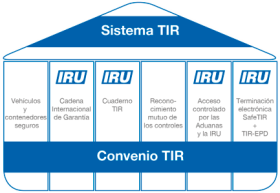 Sistema TIR
IRU
IRU
IRU
IRU
Vehículos
y
contenedores
seguros
Cadena
Internacional
de Garantía
Cuaderno
TIR
Recono-
cimiento
mutuo de
los controles
Acceso
controlado
por las
Aduanas
y la IRU
Terminación
electrónica
SafeTIR
+
TIR-EPD
Convenio TIR